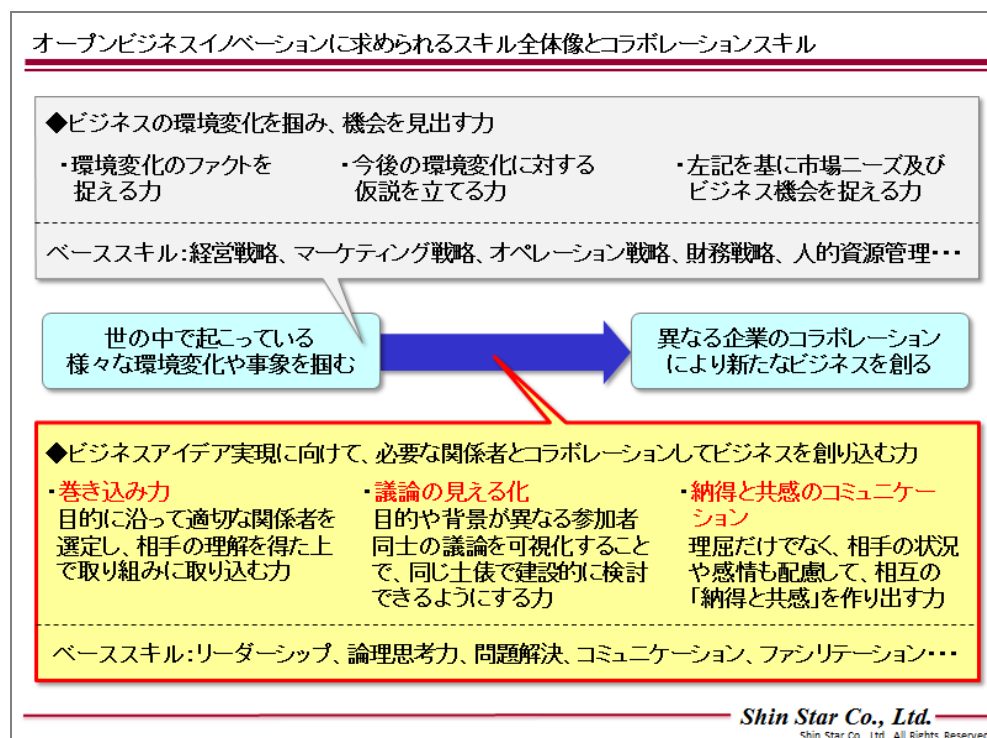 オープンビジネスイノベーションに求められるスキル全体像とコラボレーションスキル
◆ビジネスの環境変化を掴み、機会を見出す力
・環境変化のファクトを
捉える力
・今後の環境変化に対する
仮説を立てる力
・左記を基に市場ニーズ及び
ビジネス機会を捉える力
ベーススキル：経営戦略、マーケティング戦略、オペレーション戦略、財務戦略、人的資源管理・・・
世の中で起こっている
様々な環境変化や事象を掴む
異なる企業のコラボレーション
により新たなビジネスを創る
◆ビジネスアイデア実現に向けて、必要な関係者とコラボレーションしてビジネスを創り込む力
・巻き込み力
目的に沿って適切な関係者を
選定し、相手の理解を得た上
で取り組みに取り込む力
・議論の見える化
目的や背景が異なる参加者
同士の議論を可視化すること
で、同じ土俵で建設的に検討
できるようにする力
・納得と共感のコミュニケー
ション
理屈だけでなく、相手の状況
や感情も配慮して、相互の
「納得と共感」を作り出す力
ベーススキル：リーダーシップ、論理思考力、問題解決、コミュニケーション、ファシリテーション・・・
Shin Star Co., Ltd.
Shin Star Co., Ltd. All Rights Reserved